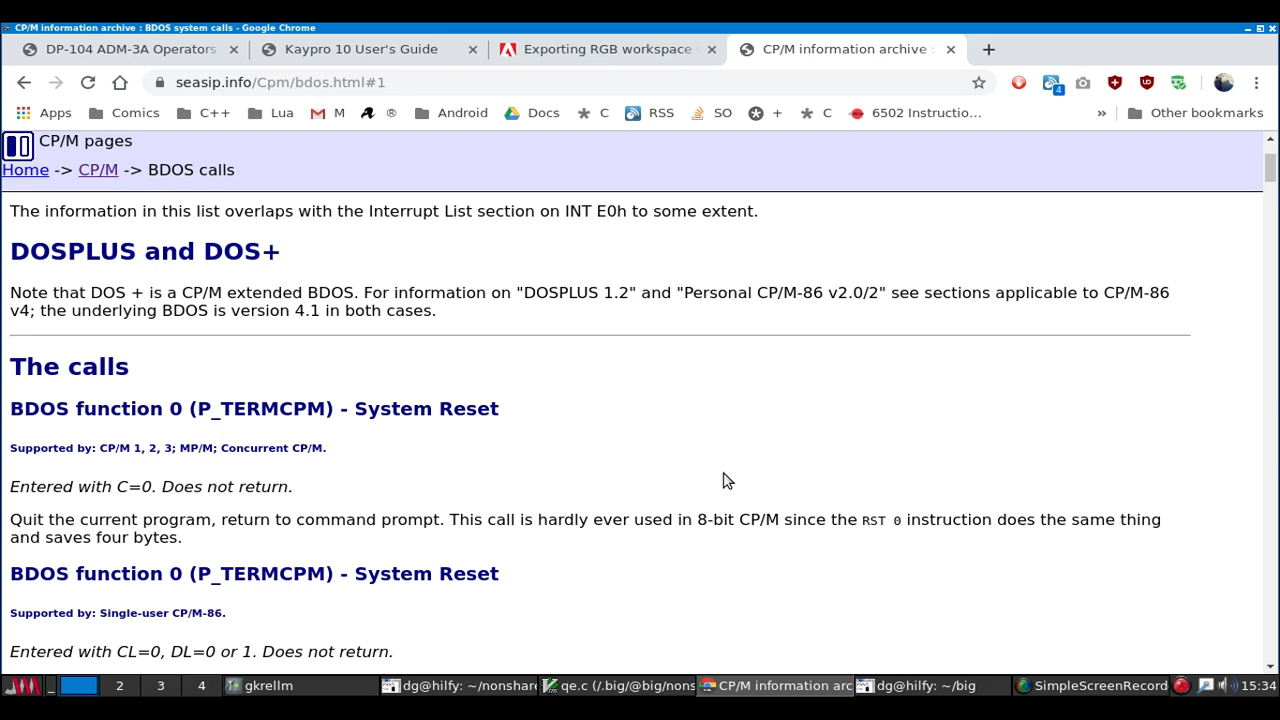 CP/M information archive : BDOS system calls - Google Chrome
DP-104 ADM-3A Operators
Kaypro 10 User's Guide
Exporting RGB workspace
CP/M information archive :
seasip.info/Cpm/bdos.html#1
4
Apps Comics C++ Lua M ® Android Docs C RSS SO + C 6502 Instructio... » Other bookmarks
CP/M pages
Home -> CP/M -> BDOS calls
The information in this list overlaps with the Interrupt List section on INT E0h to some extent.
DOSPLUS and DOS+
Note that DOS + is a CP/M extended BDOS. For information on "DOSPLUS 1.2" and "Personal CP/M-86 v2.0/2" see sections applicable to CP/M-86
v4; the underlying BDOS is version 4.1 in both cases.
The calls
BDOS function 0 (P_TERMCPM) - System Reset
Supported by: CP/M 1, 2, 3; MP/M; Concurrent CP/M.
Entered with C=0. Does not return.
Quit the current program, return to command prompt. This call is hardly ever used in 8-bit CP/M since the RST 0 instruction does the same thing
and saves four bytes.
BDOS function 0 (P_TERMCPM) - System Reset
Supported by: Single-user CP/M-86.
Entered with CL=0, DL=0 or 1. Does not return.
2 3 4 gkrellm dg@hilfy: ~/nonshare qe.c (/.big/@big/nons CP/M information arc dg@hilfy: ~/big SimpleScreenRecord 15:34